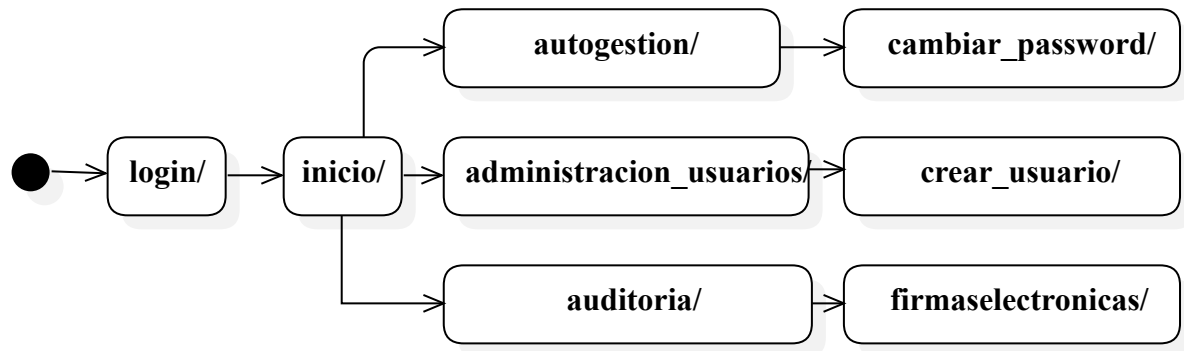 autogestion/
cambiar_password/
login/
inicio/
administracion_usuarios/
crear_usuario/
auditoria/
firmaselectronicas/